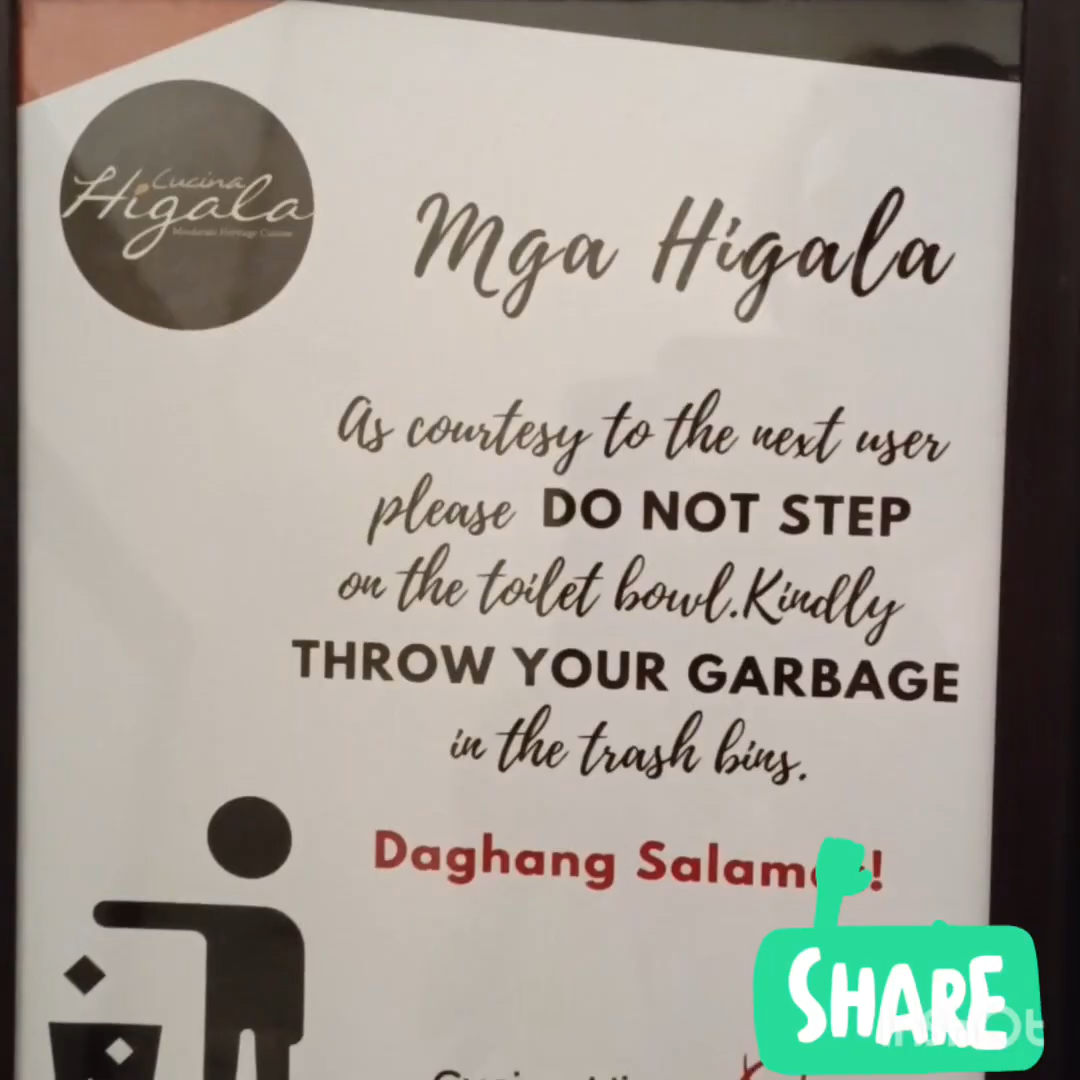 Cucina
Higala
Mindanao Heritage Cuisine
Mga Higala
As courtesy to the next user
please DO NOT STEP
on the toilet bowl.Kindly
THROW YOUR GARBAGE
in the trash bins.
Daghang
SHARE